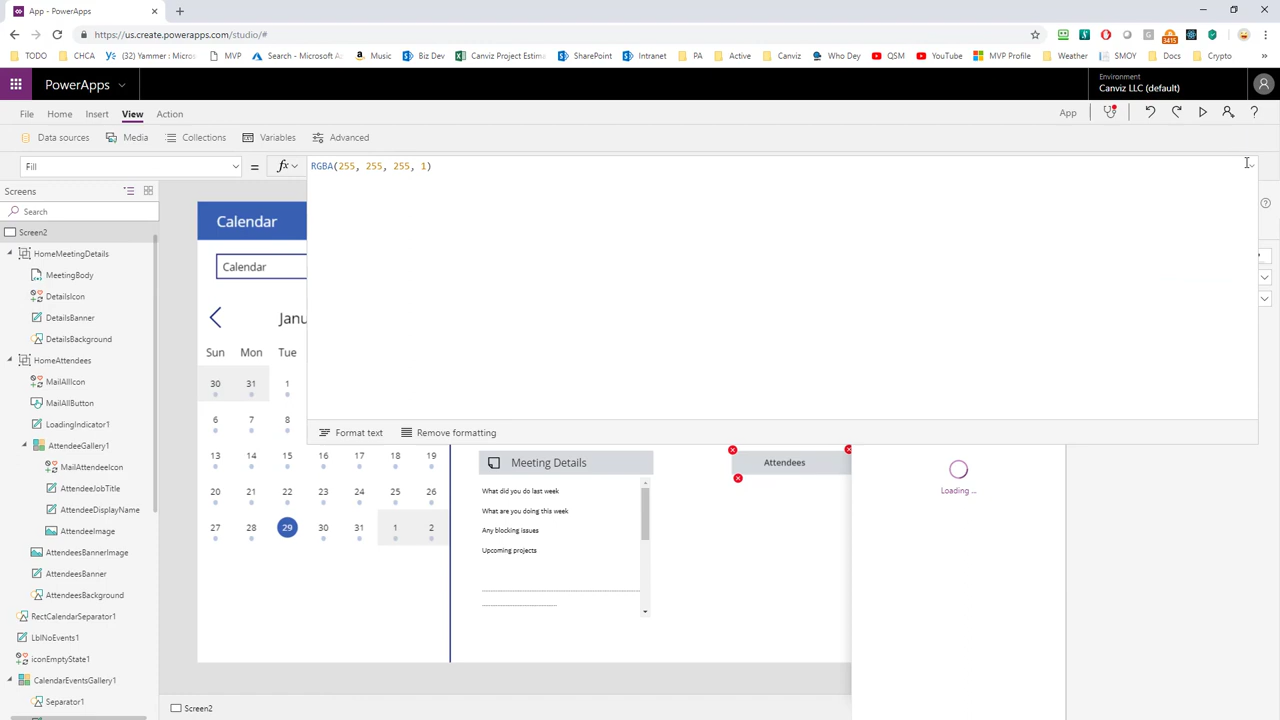 App - PowerApps
https://us.create.powerapps.com/studio/#
TODO CHCA (32) Yammer : Micro: MVP Search - Microsoft A Music Biz Dev Canviz Project Estima SharePoint Intranet PA Active Canviz Who Dey QSM YouTube MVP Profile Weather SMOY Docs Crypto »
3415
PowerApps
Environment
Canviz LLC (default)
File Home Insert View Action App
Data sources Media Collections Variables Advanced
Fill = fx RGBA(255, 255, 255, 1)
Screens
Search
Screen2
HomeMeetingDetails
MeetingBody
DetailsIcon
DetailsBanner
DetailsBackground
HomeAttendees
MailAllIcon
MailAllButton
LoadingIndicator1
AttendeeGallery1
MailAttendeeIcon
AttendeeJobTitle
AttendeeDisplayName
AttendeeImage
AttendeesBannerImage
AttendeesBanner
AttendeesBackground
RectCalendarSeparator1
LblNoEvents1
iconEmptyState1
CalendarEventsGallery1
Separator1
Calendar
Calendar
Janu
Sun Mon Tue
30 31 1
6 7 8
13 14 15 16 17 18 19
20 21 22 23 24 25 26
27 28 29 30 31 1 2
Format text Remove formatting
Meeting Details
What did you do last week
What are you doing this week
Any blocking issues
Upcoming projects
Attendees
Loading ...
Screen2